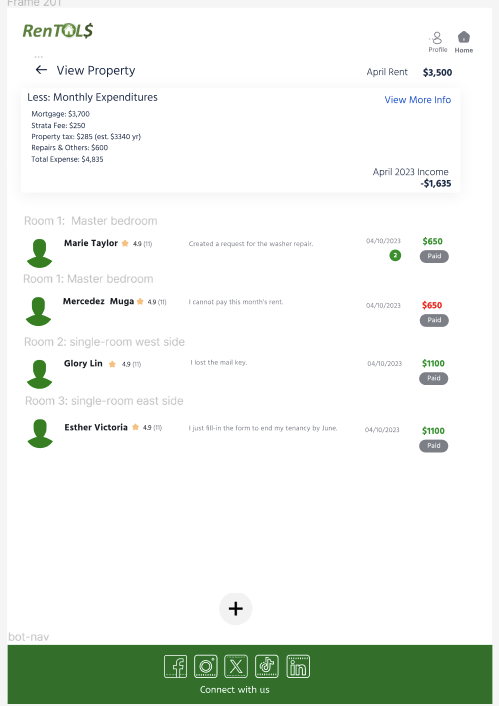 Frame 201
RenTOL$
Profile Home
...
← View Property April Rent $3,500
Less: Monthly Expenditures View More Info
Mortgage: $3,700
Strata Fee: $250
Property tax: $285 (est. $3340 yr)
Repairs & Others: $600
Total Expense: $4,835
April 2023 Income
-$1,635
Room 1: Master bedroom
Marie Taylor 4.9 (11) Created a request for the washer repair. 04/10/2023 $650
2 Paid
Room 1: Master bedroom
Mercedez Muga 4.9 (11) I cannot pay this month's rent. 04/10/2023 $650
Paid
Room 2: single-room west side
Glory Lin 4.9 (11) I lost the mail key. 04/10/2023 $1100
Paid
Room 3: single-room east side
Esther Victoria 4.9 (11) I just fill-in the form to end my tenancy by June. 04/10/2023 $1100
Paid
+
bot-nav
Connect with us